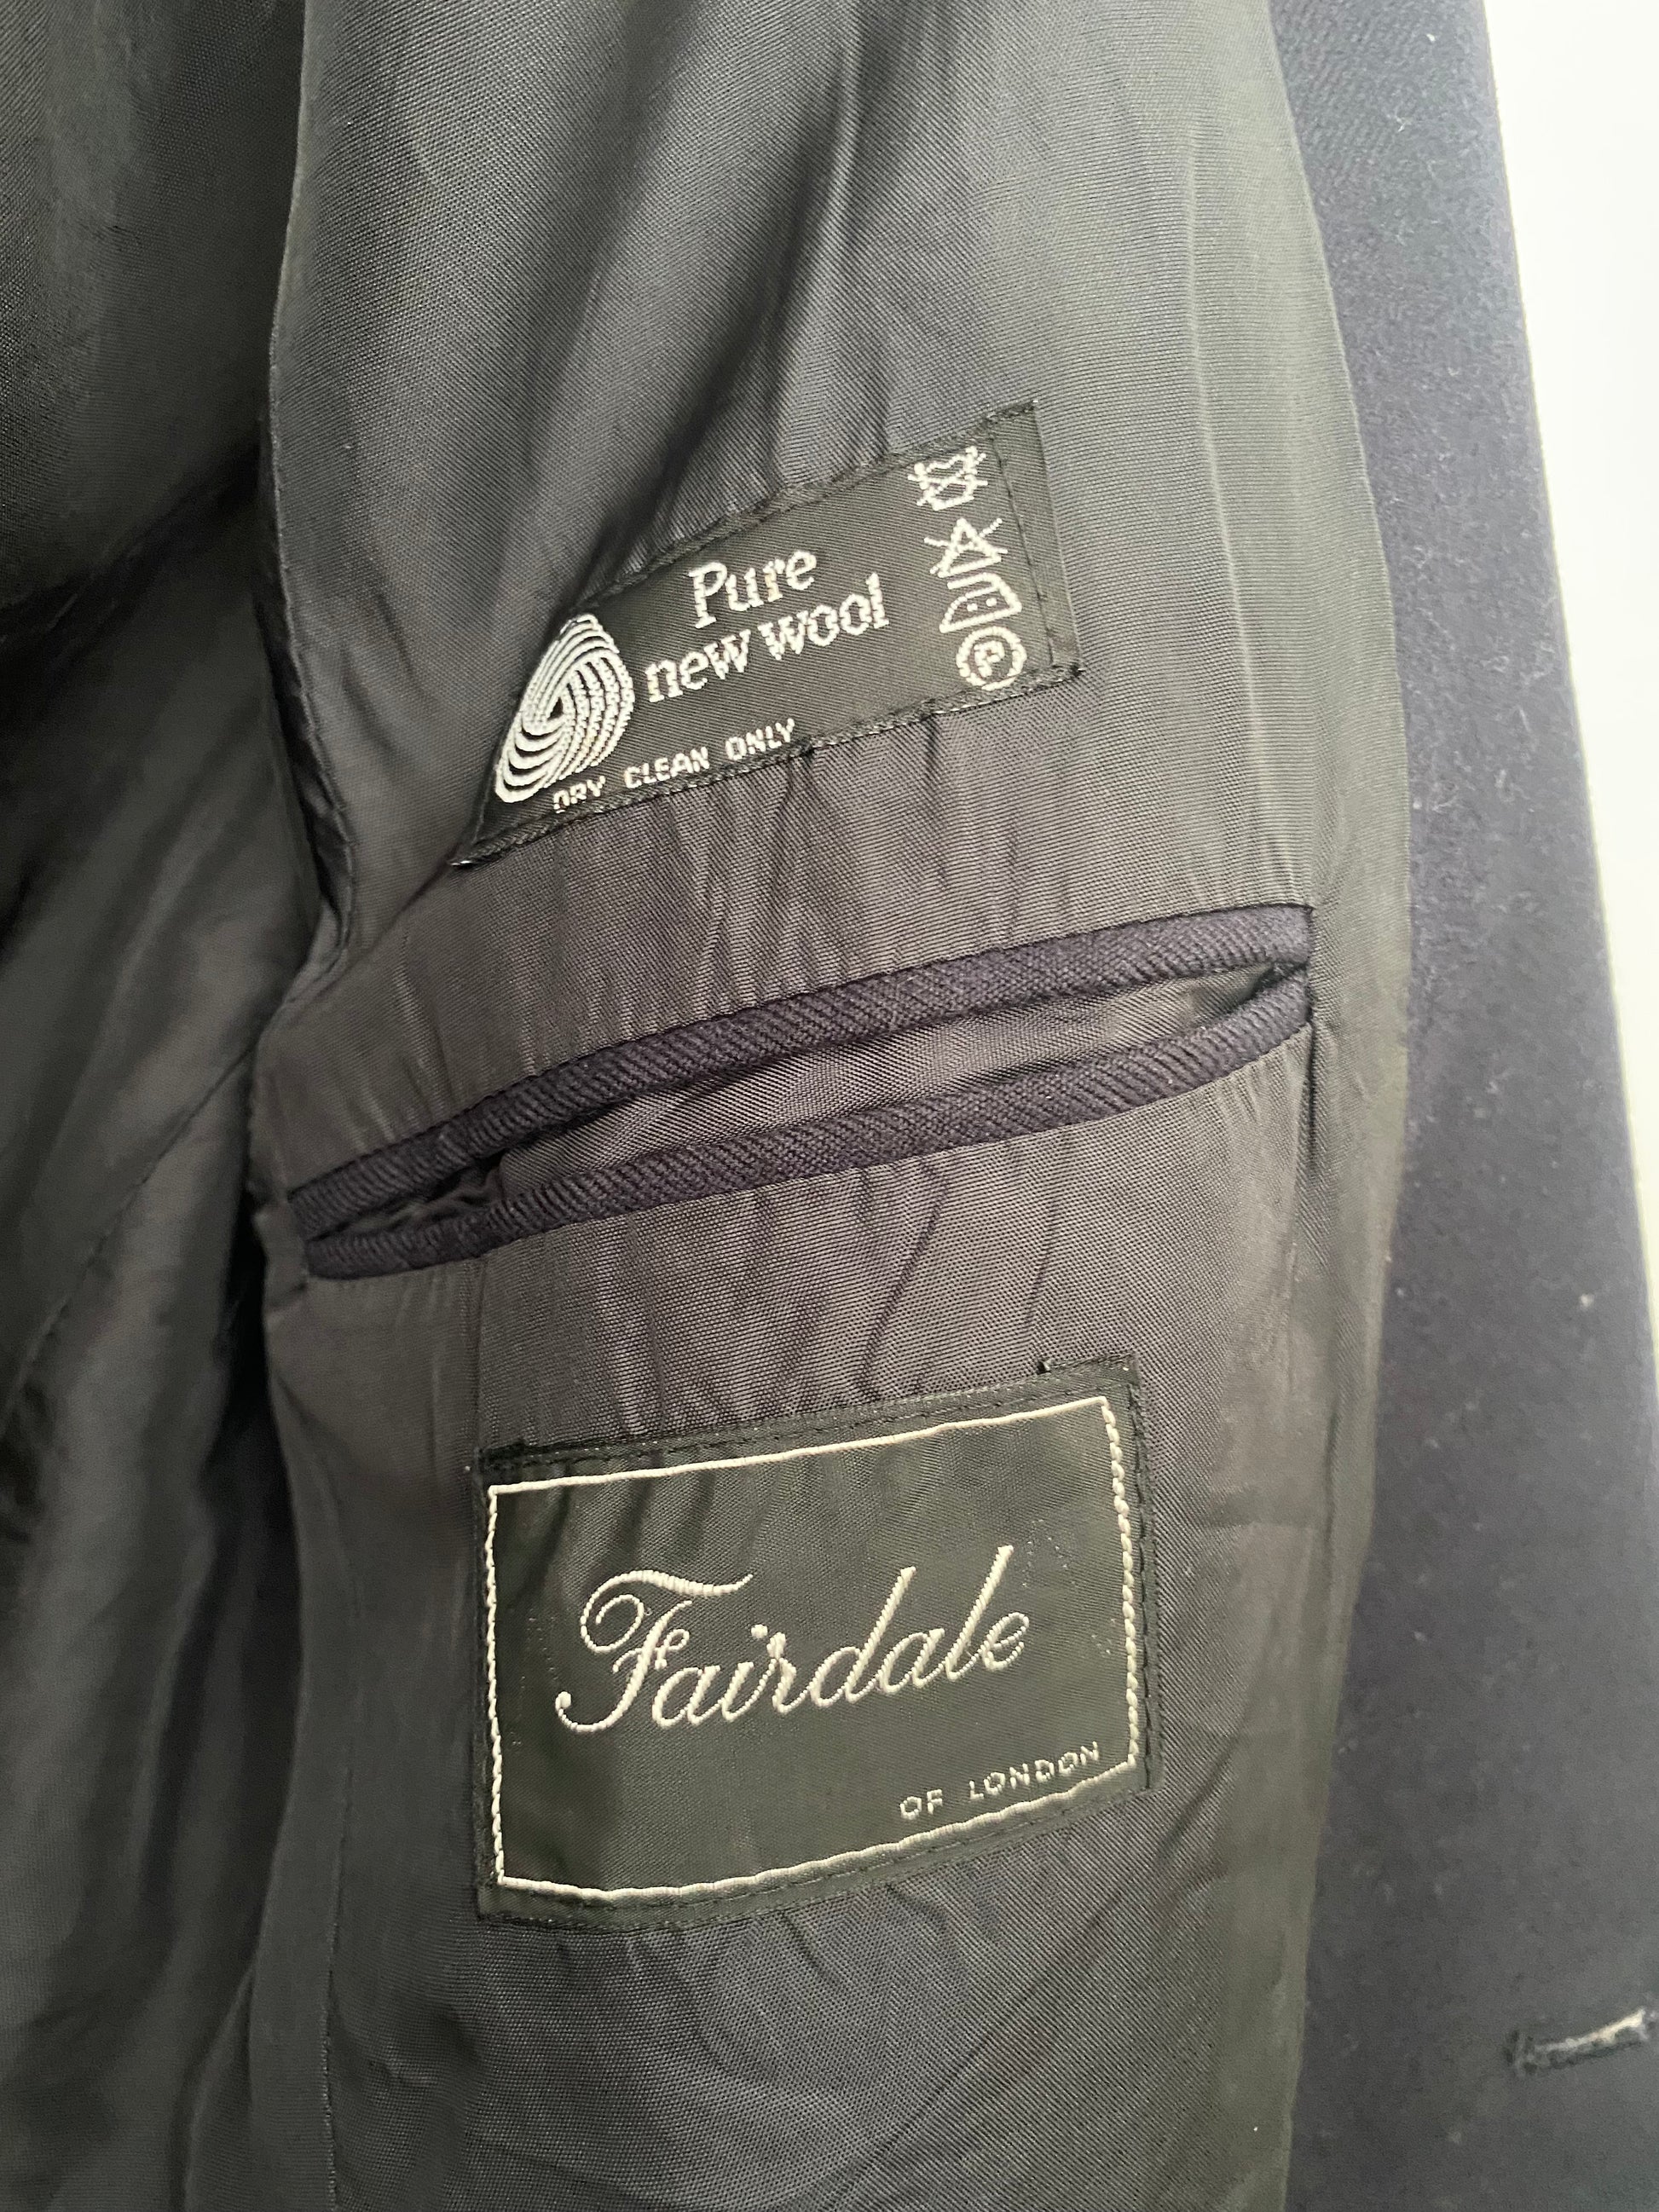 Pure
new wool
DRY CLEAN ONLY
P
Fairdale
OF LONDON